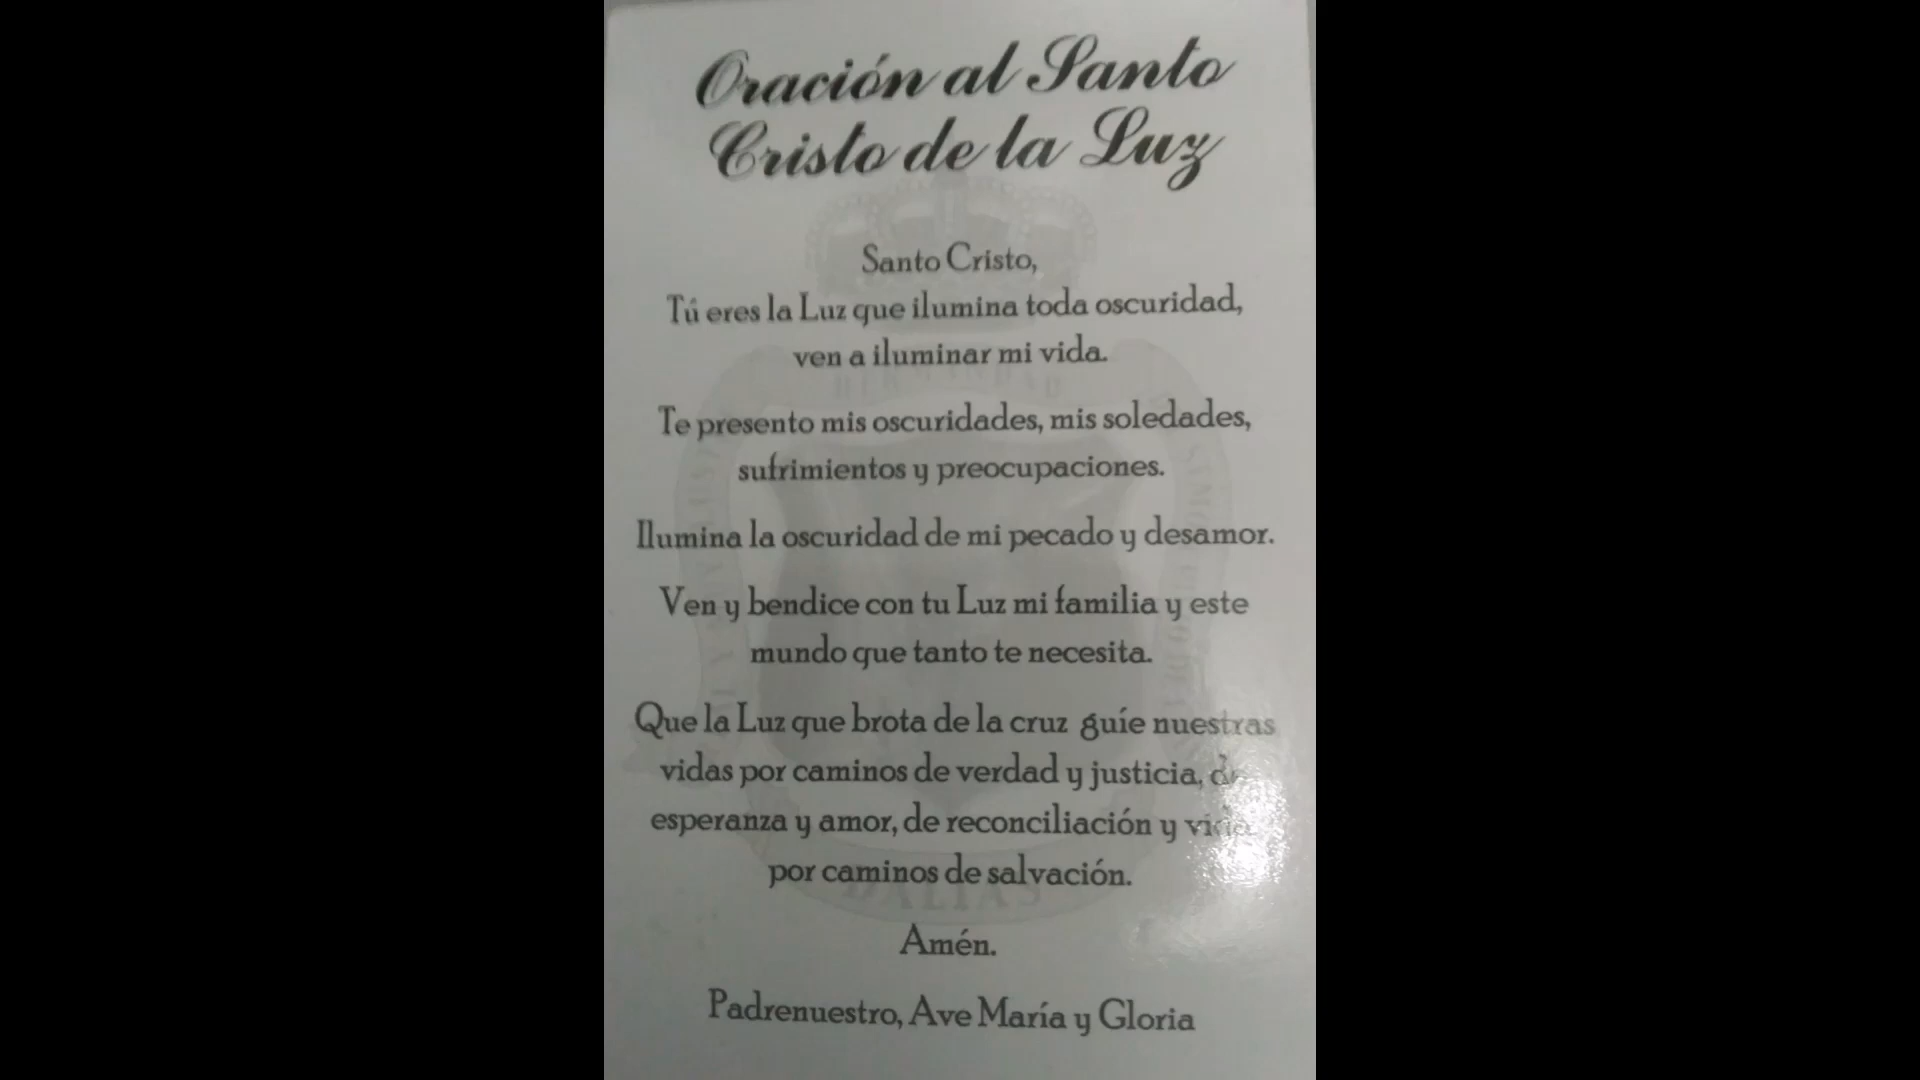 Oración al Santo
Cristo de la Luz
Santo Cristo,
Tú eres la Luz que ilumina toda oscuridad,
ven a iluminar mi vida.
Te presento mis oscuridades, mis soledades,
sufrimientos y preocupaciones.
Ilumina la oscuridad de mi pecado y desamor.
Ven y bendice con tu Luz mi familia y este
mundo que tanto te necesita.
Que la Luz que brota de la cruz guíe nuestras
vidas por caminos de verdad y justicia, de
esperanza y amor, de reconciliación y vida
por caminos de salvación.
DALIAS
Amén.
Padrenuestro, Ave María y Gloria